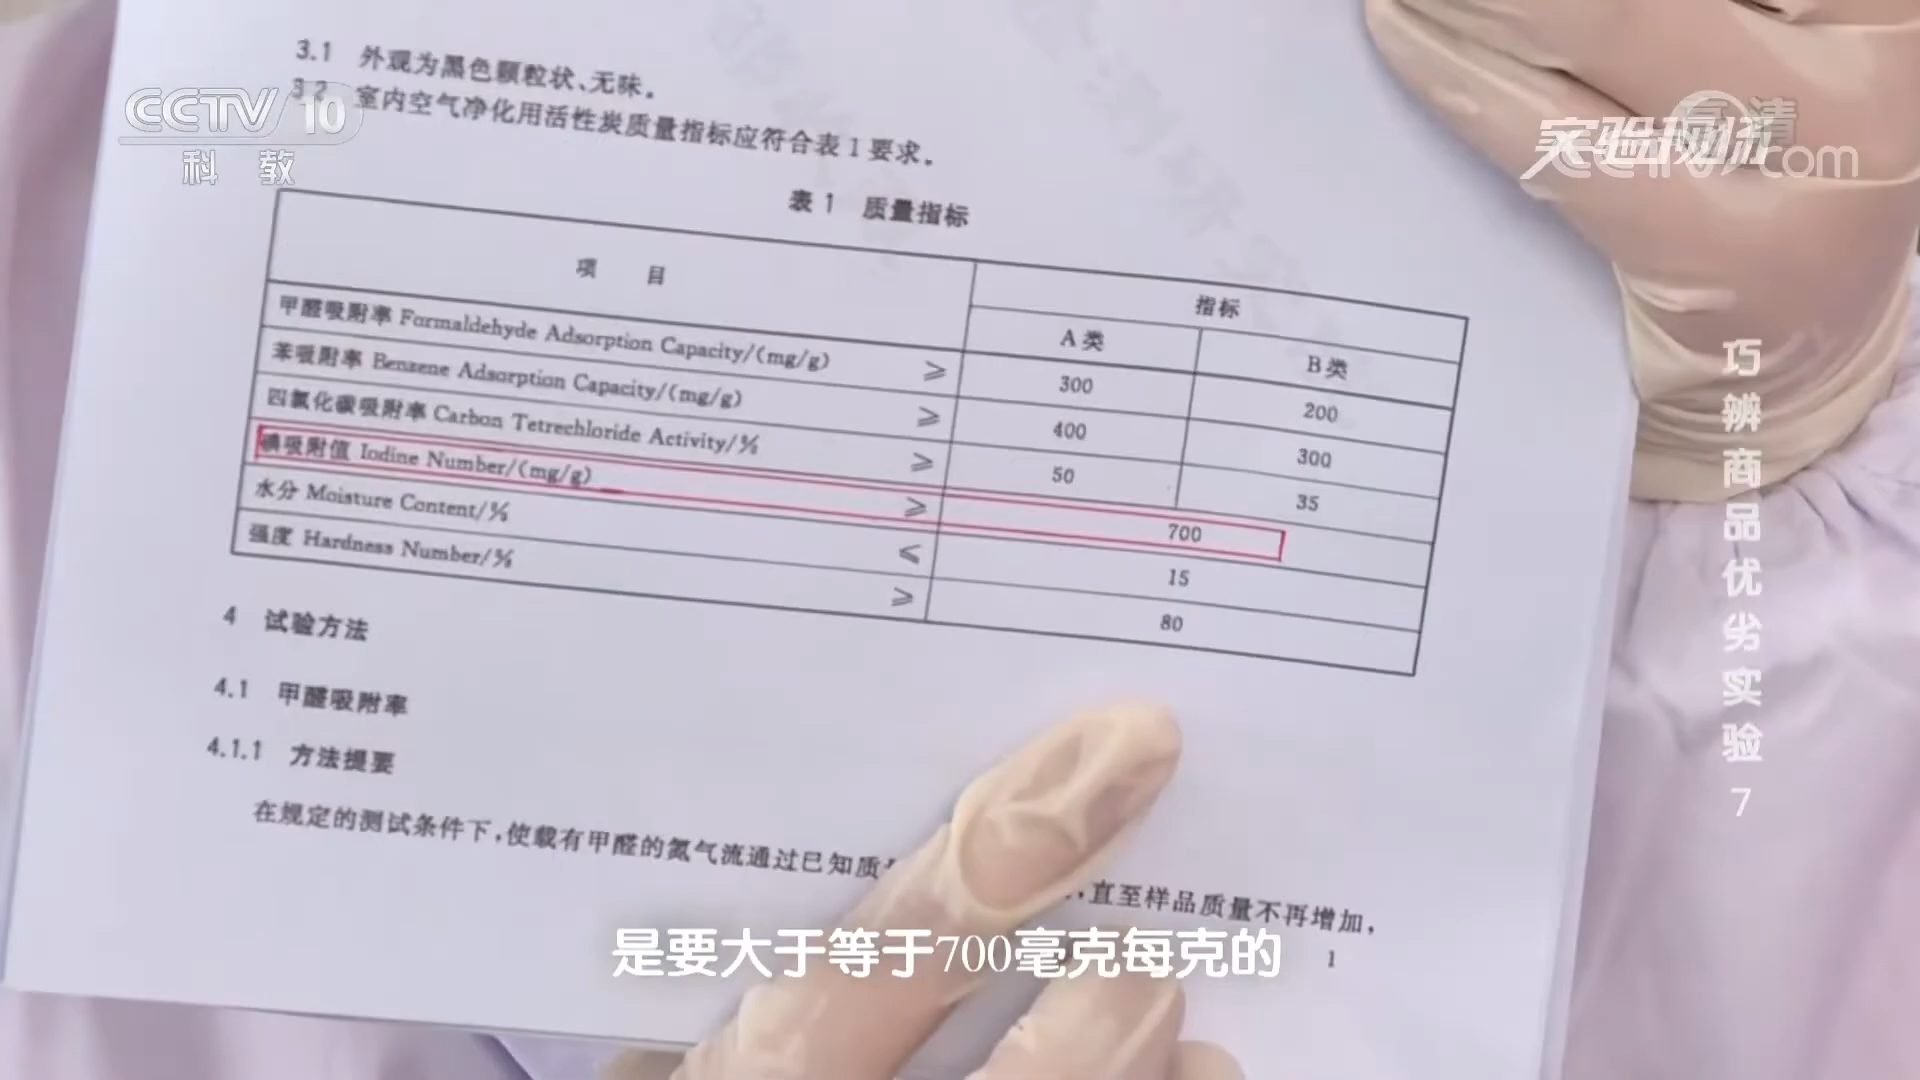 3.1 外观为黑色颗粒状、无味。
3.2 室内空气净化用活性炭质量指标应符合表1要求。
CCTV 10
科教
高清
实验现场
.com
表1 质量指标
项 目
指标
A类
B类
甲醛吸附率 Formaldehyde Adsorption Capacity/(mg/g) ≥ 300 200
苯吸附率 Benzene Adsorption Capacity/(mg/g) ≥ 400 300
四氯化碳吸附率 Carbon Tetrechloride Activity/% ≥ 50 35
碘吸附值 Iodine Number/(mg/g) ≥ 700
水分 Moisture Content/% ≤ 15
强度 Hardness Number/% ≥ 80
4 试验方法
4.1 甲醛吸附率
4.1.1 方法提要
在规定的测试条件下,使载有甲醛的氮气流通过已知质
,直至样品质量不再增加,
1
是要大于等于700毫克每克的
巧辨商品优劣实验7